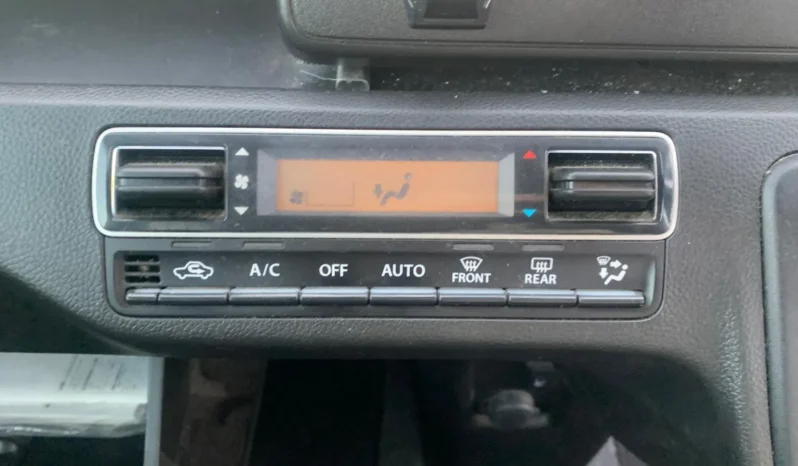 A/C OFF AUTO FRONT REAR